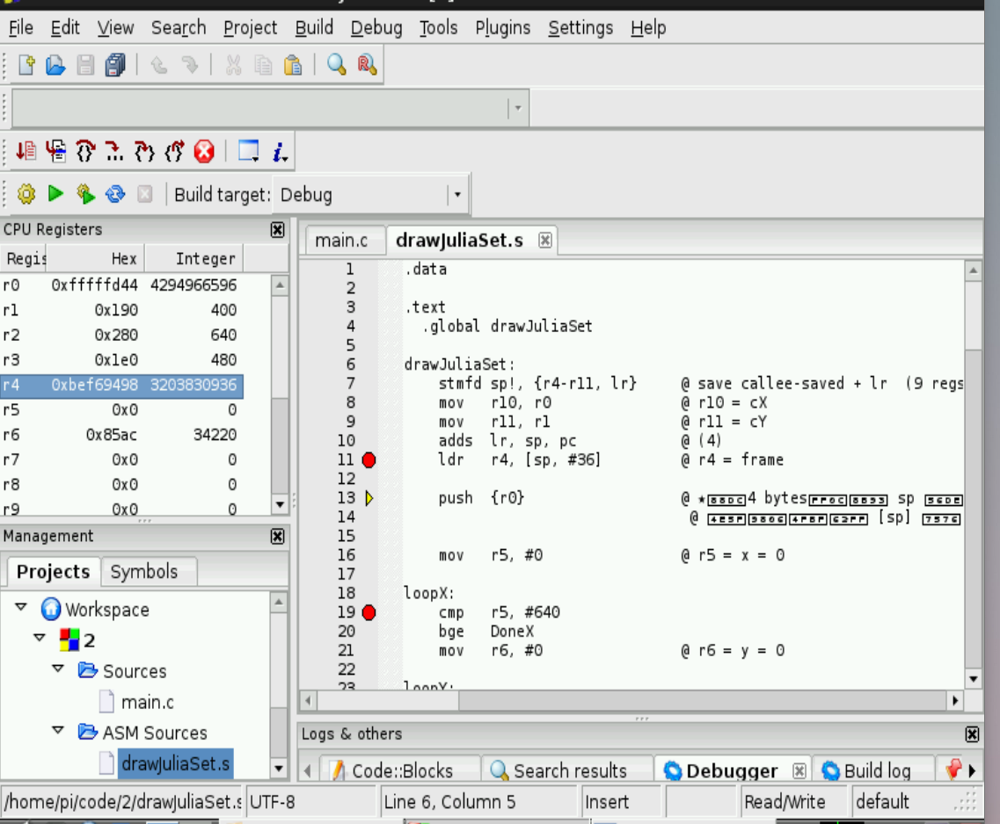 File Edit View Search Project Build Debug Tools Plugins Settings Help
Build target: Debug
CPU Registers
Regis Hex Integer
r0 0xfffffd44 4294966596
r1 0x190 400
r2 0x280 640
r3 0x1e0 480
r4 0xbef69498 3203830936
r5 0x0 0
r6 0x85ac 34220
r7 0x0 0
r8 0x0 0
r9 0x0 0
Management
Projects Symbols
Workspace
2
Sources
main.c
ASM Sources
drawJuliaSet.s
main.c drawJuliaSet.s
1 .data
2
3 .text
4 .global drawJuliaSet
5
6 drawJuliaSet:
7 stmfd sp!, {r4-r11, lr} @ save callee-saved + lr (9 regs
8 mov r10, r0 @ r10 = cX
9 mov r11, r1 @ r11 = cY
10 adds lr, sp, pc @ (4)
11 ldr r4, [sp, #36] @ r4 = frame
12
13 push {r0} @ ★ 4 bytes sp
14 @ [sp]
15
16 mov r5, #0 @ r5 = x = 0
17
18 loopX:
19 cmp r5, #640
20 bge DoneX
21 mov r6, #0 @ r6 = y = 0
22
23 loopY:
Logs & others
Code::Blocks Search results Debugger Build log
/home/pi/code/2/drawJuliaSet.s UTF-8 Line 6, Column 5 Insert Read/Write default